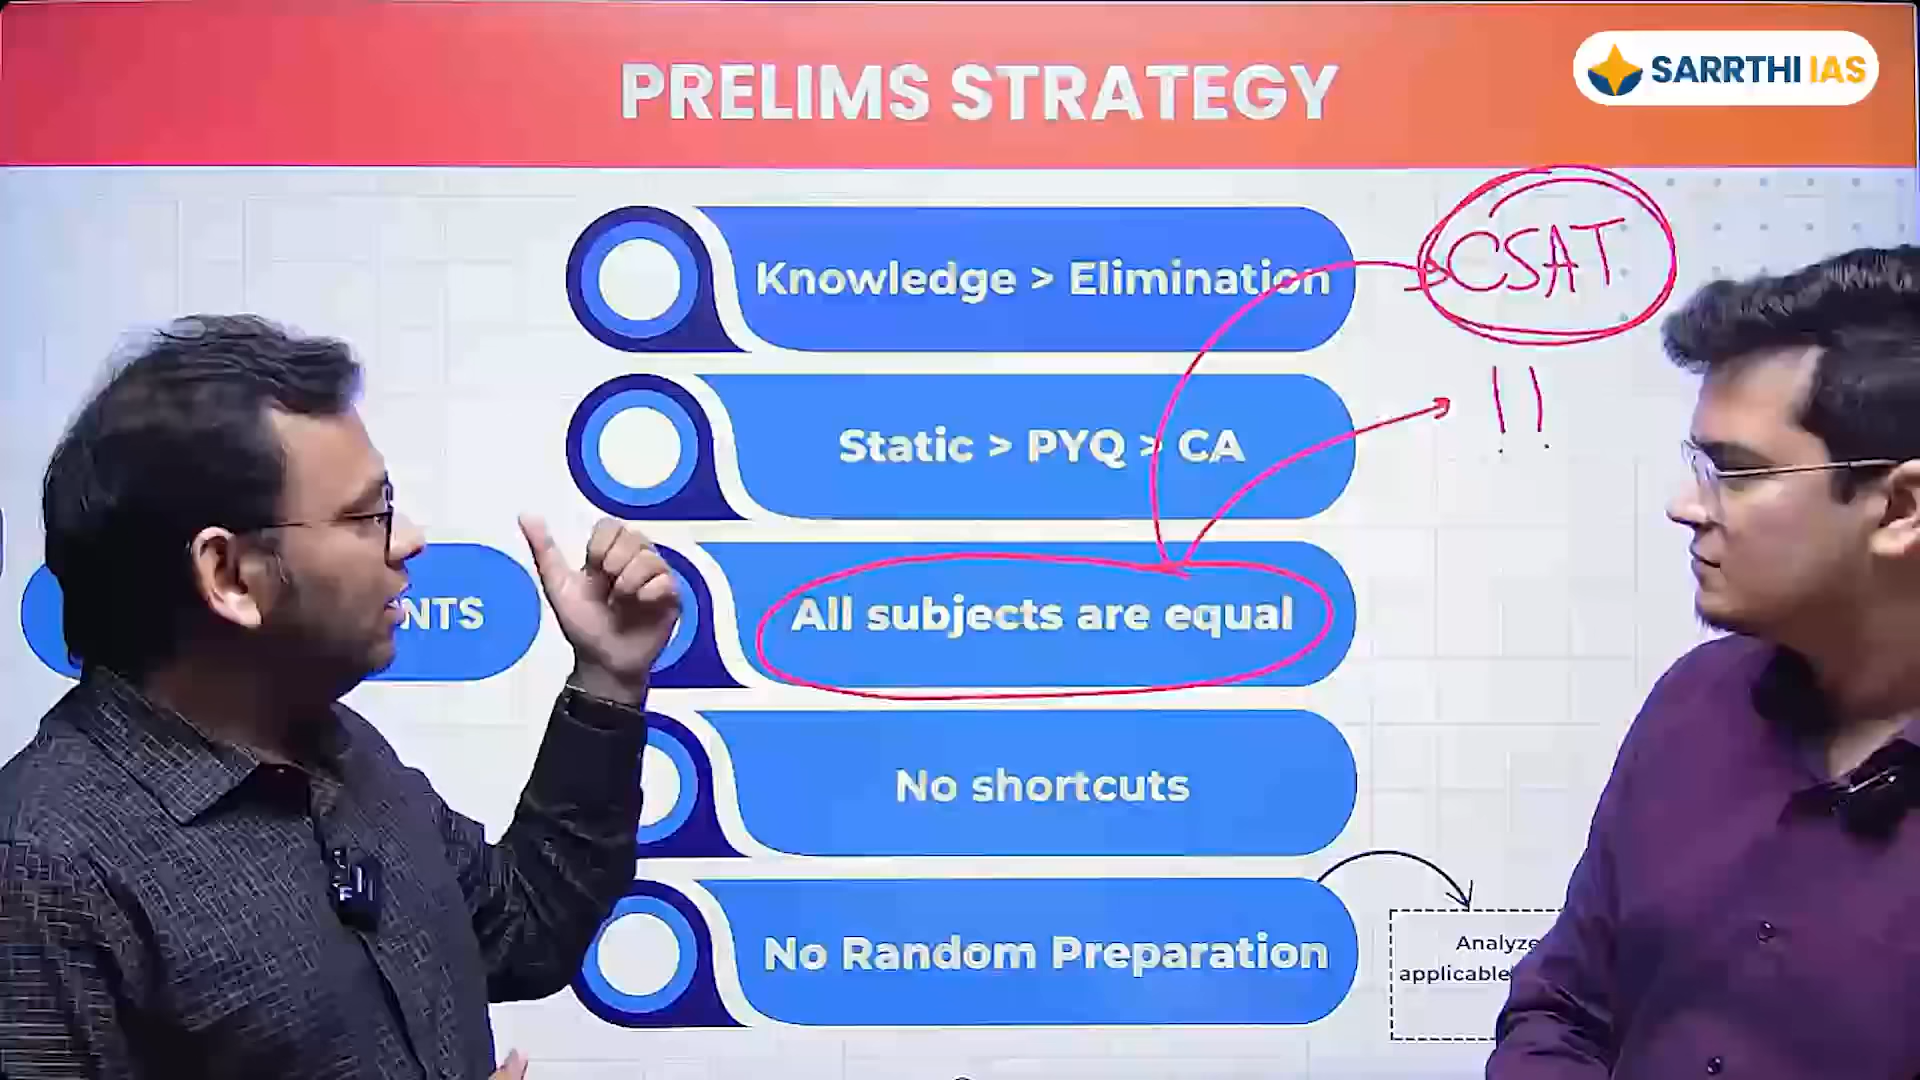 PRELIMS STRATEGY
SARRTHI IAS
Knowledge > Elimination
CSAT
Static > PYQ > CA
!!
All subjects are equal
No shortcuts
No Random Preparation
Analyze
applicable